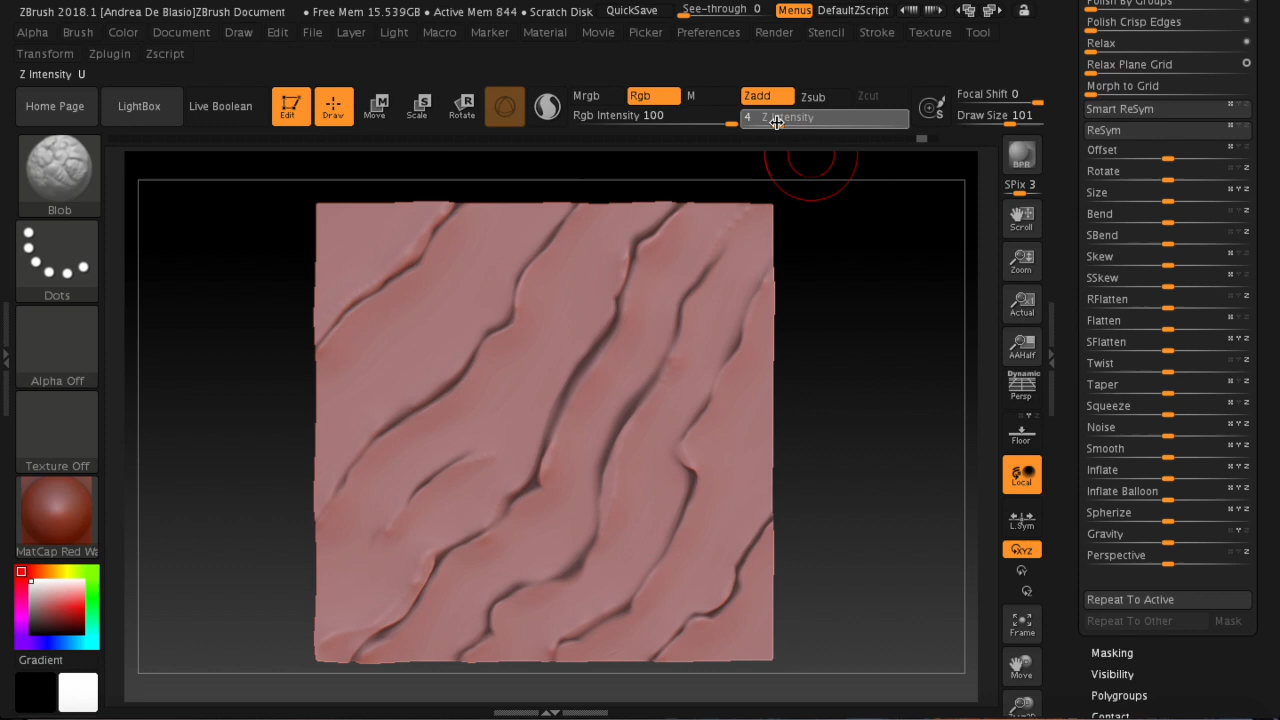 ZBrush 2018.1 [Andrea De Blasio]ZBrush Document • Free Mem 15.539GB • Active Mem 844 • Scratch Disk QuickSave See-through 0 Menus DefaultZScript
Alpha Brush Color Document Draw Edit File Layer Light Macro Marker Material Movie Picker Preferences Render Stencil Stroke Texture Tool
Transform Zplugin Zscript
Z Intensity U
Home Page LightBox Live Boolean Edit Draw Move Scale Rotate
Mrgb Rgb M Zadd Zsub Zcut Focal Shift 0
Rgb Intensity 100 4 Z Intensity Draw Size 101
S
Blob
Dots
Alpha Off
Texture Off
MatCap Red Wa
Gradient
BPR
SPix 3
Scroll
Zoom
Actual
AAHalf
Dynamic
Persp
Floor
Local
L.Sym
XYZ
Y
Z
Frame
Move
Zoom3D
Polish By Groups
Polish Crisp Edges
Relax
Relax Plane Grid
Morph to Grid
Smart ReSym
ReSym
Offset
Rotate
Size
Bend
SBend
Skew
SSkew
RFlatten
Flatten
SFlatten
Twist
Taper
Squeeze
Noise
Smooth
Inflate
Inflate Balloon
Spherize
Gravity
Perspective
Repeat To Active
Repeat To Other Mask
Masking
Visibility
Polygroups
Contact